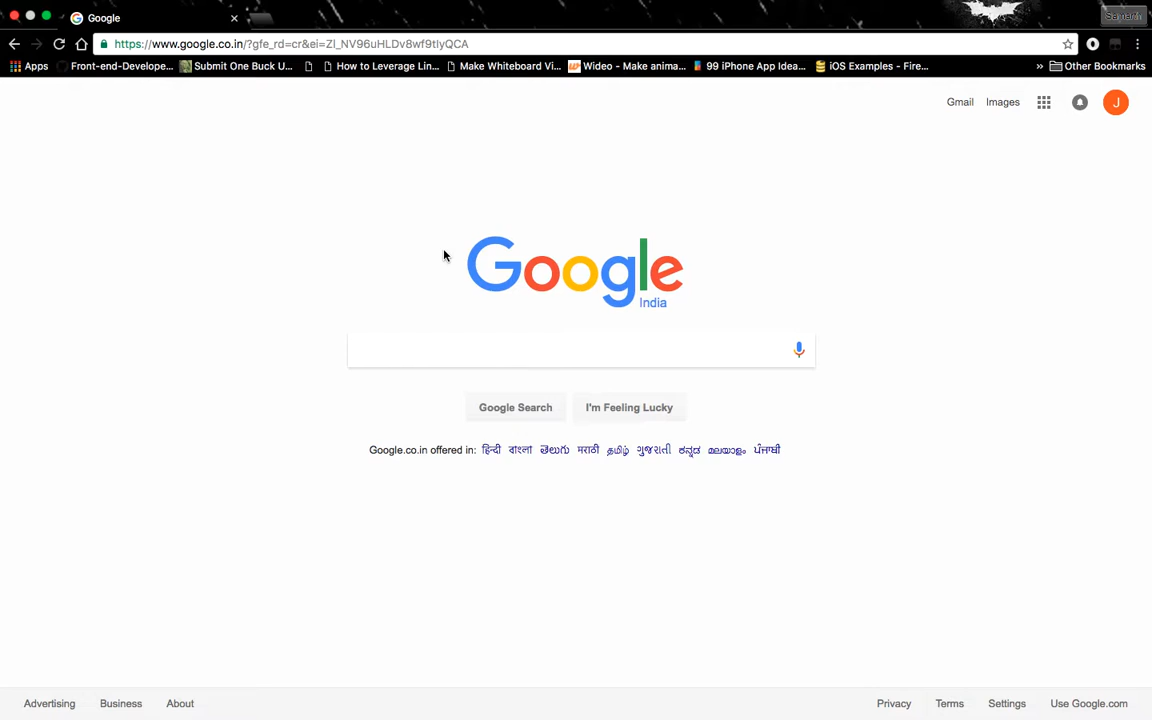 Google
Samarth
https://www.google.co.in/?gfe_rd=cr&ei=Zl_NV96uHLDv8wf9tIyQCA
Apps Front-end-Develope... Submit One Buck U... How to Leverage Lin... Make Whiteboard Vi... Wideo - Make anima... 99 iPhone App Idea... iOS Examples - Fire... » Other Bookmarks
Gmail Images J
Google
India
Google Search I'm Feeling Lucky
Google.co.in offered in: हिन्दी বাংলা తెలుగు मराठी தமிழ் ગુજરાતી ಕನ್ನಡ മലയാളം ਪੰਜਾਬੀ
Advertising Business About Privacy Terms Settings Use Google.com